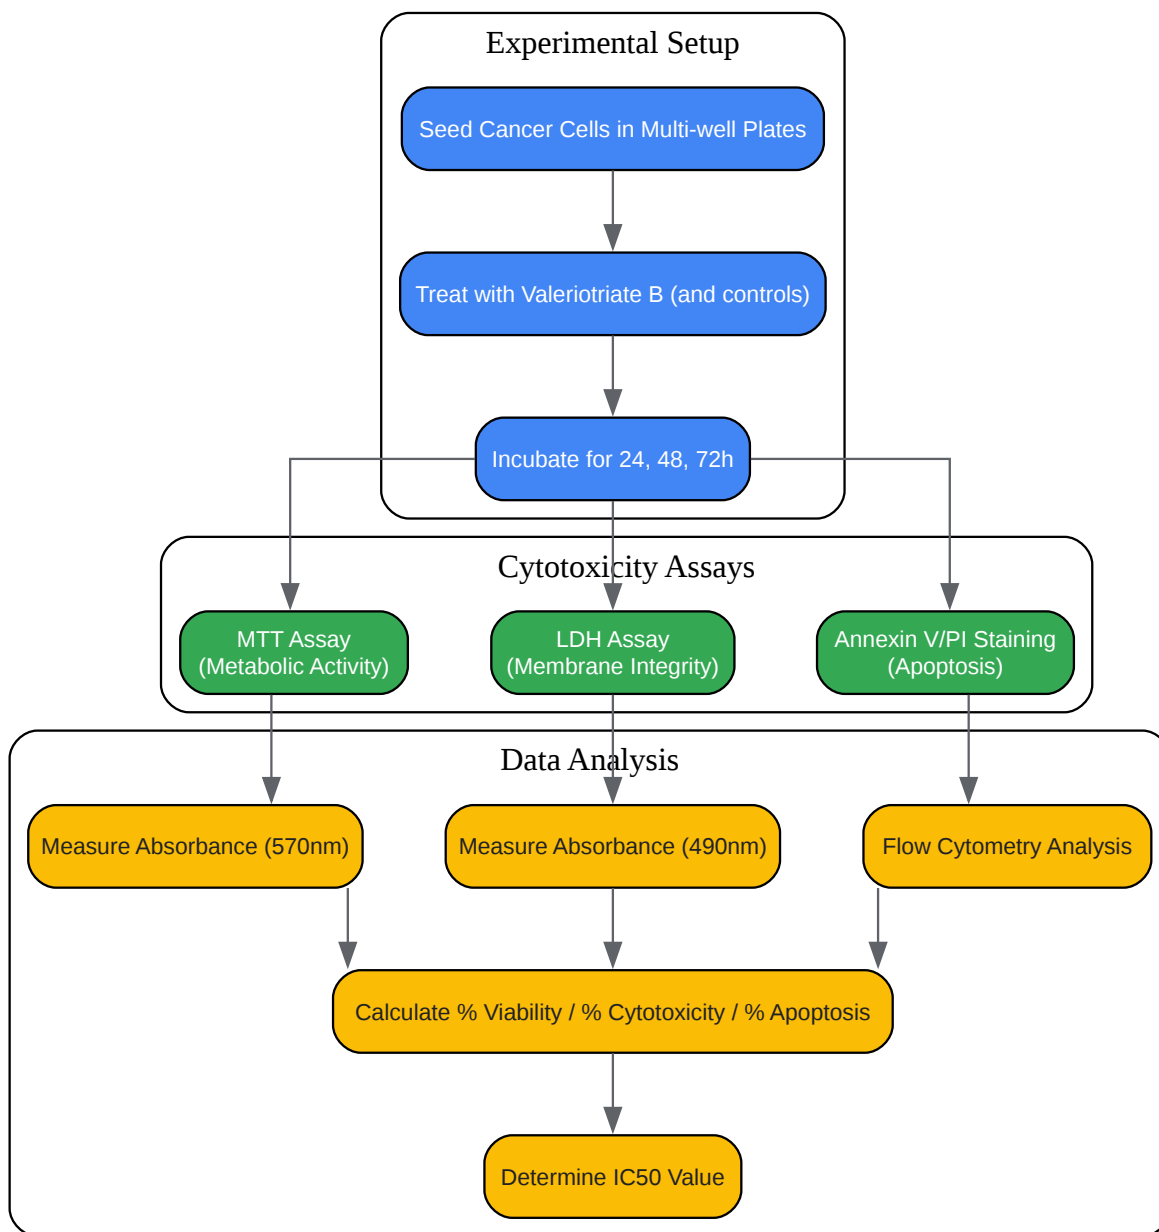 Experimental Setup
Seed Cancer Cells in Multi-well Plates
Treat with Valeriotriate B (and controls)
Incubate for 24, 48, 72h
Cytotoxicity Assays
MTT Assay
(Metabolic Activity)
LDH Assay
(Membrane Integrity)
Annexin V/PI Staining
(Apoptosis)
Data Analysis
Measure Absorbance (570nm)
Measure Absorbance (490nm)
Flow Cytometry Analysis
Calculate % Viability / % Cytotoxicity / % Apoptosis
Determine IC50 Value